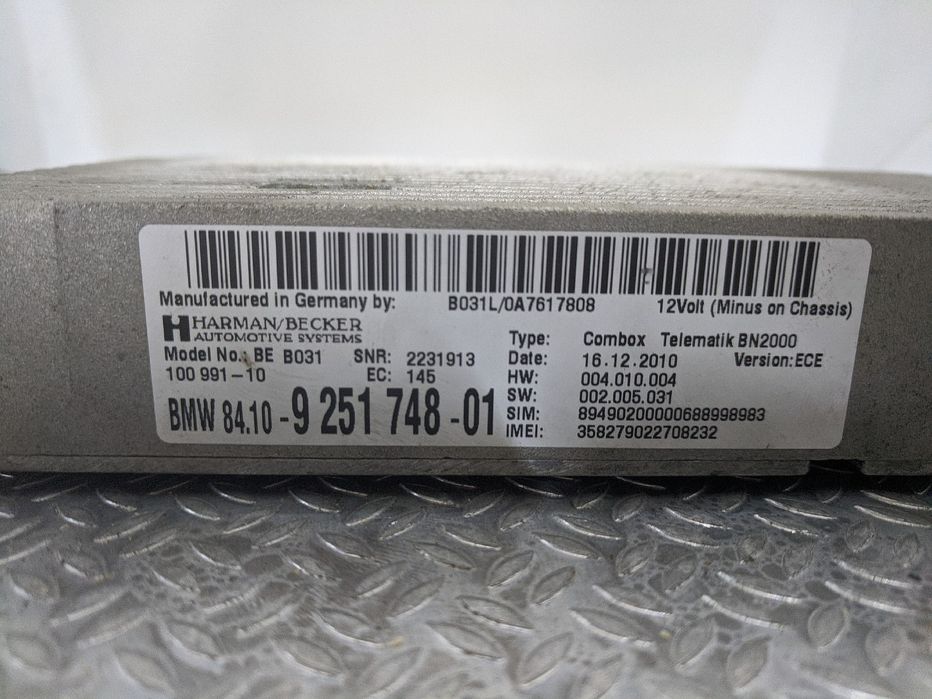 Manufactured in Germany by: B031L/0A7617808 12Volt (Minus on Chassis)
HARMAN/BECKER
AUTOMOTIVE SYSTEMS
Model No.: BE B031 SNR: 2231913
100 991-10 EC: 145
BMW 84.10 -9 251 748 -01
Type: Combox Telematik BN2000
Date: 16.12.2010 Version: ECE
HW: 004.010.004
SW: 002.005.031
SIM: 89490200000688998983
IMEI: 358279022708232